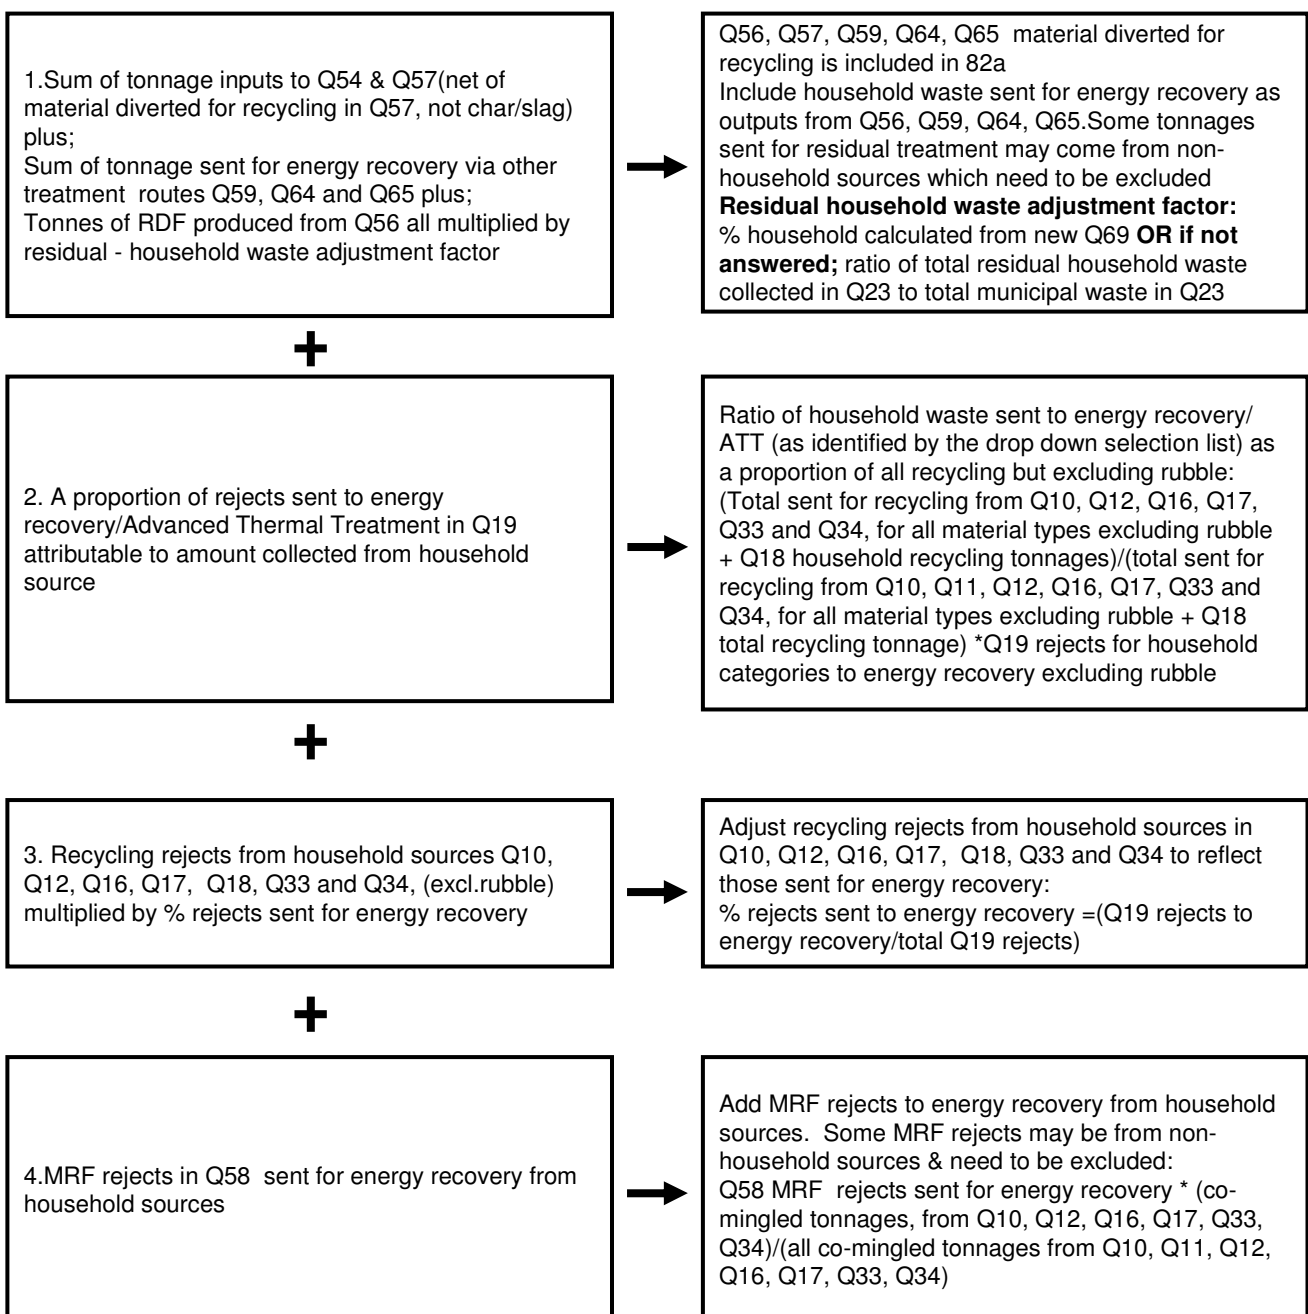 1.Sum of tonnage inputs to Q54 & Q57(net of
material diverted for recycling in Q57, not char/slag)
plus;
Sum of tonnage sent for energy recovery via other
treatment routes Q59, Q64 and Q65 plus;
Tonnes of RDF produced from Q56 all multiplied by
residual - household waste adjustment factor
Q56, Q57, Q59, Q64, Q65 material diverted for
recycling is included in 82a
Include household waste sent for energy recovery as
outputs from Q56, Q59, Q64, Q65.Some tonnages
sent for residual treatment may come from non-
household sources which need to be excluded
Residual household waste adjustment factor:
% household calculated from new Q69 OR if not
answered; ratio of total residual household waste
collected in Q23 to total municipal waste in Q23
+
2. A proportion of rejects sent to energy
recovery/Advanced Thermal Treatment in Q19
attributable to amount collected from household
source
Ratio of household waste sent to energy recovery/
ATT (as identified by the drop down selection list) as
a proportion of all recycling but excluding rubble:
(Total sent for recycling from Q10, Q12, Q16, Q17,
Q33 and Q34, for all material types excluding rubble
+ Q18 household recycling tonnages)/(total sent for
recycling from Q10, Q11, Q12, Q16, Q17, Q33 and
Q34, for all material types excluding rubble + Q18
total recycling tonnage) *Q19 rejects for household
categories to energy recovery excluding rubble
+
3. Recycling rejects from household sources Q10,
Q12, Q16, Q17, Q18, Q33 and Q34, (excl.rubble)
multiplied by % rejects sent for energy recovery
Adjust recycling rejects from household sources in
Q10, Q12, Q16, Q17, Q18, Q33 and Q34 to reflect
those sent for energy recovery:
% rejects sent to energy recovery =(Q19 rejects to
energy recovery/total Q19 rejects)
+
4.MRF rejects in Q58 sent for energy recovery from
household sources
Add MRF rejects to energy recovery from household
sources. Some MRF rejects may be from non-
household sources & need to be excluded:
Q58 MRF rejects sent for energy recovery * (co-
mingled tonnages, from Q10, Q12, Q16, Q17, Q33,
Q34)/(all co-mingled tonnages from Q10, Q11, Q12,
Q16, Q17, Q33, Q34)